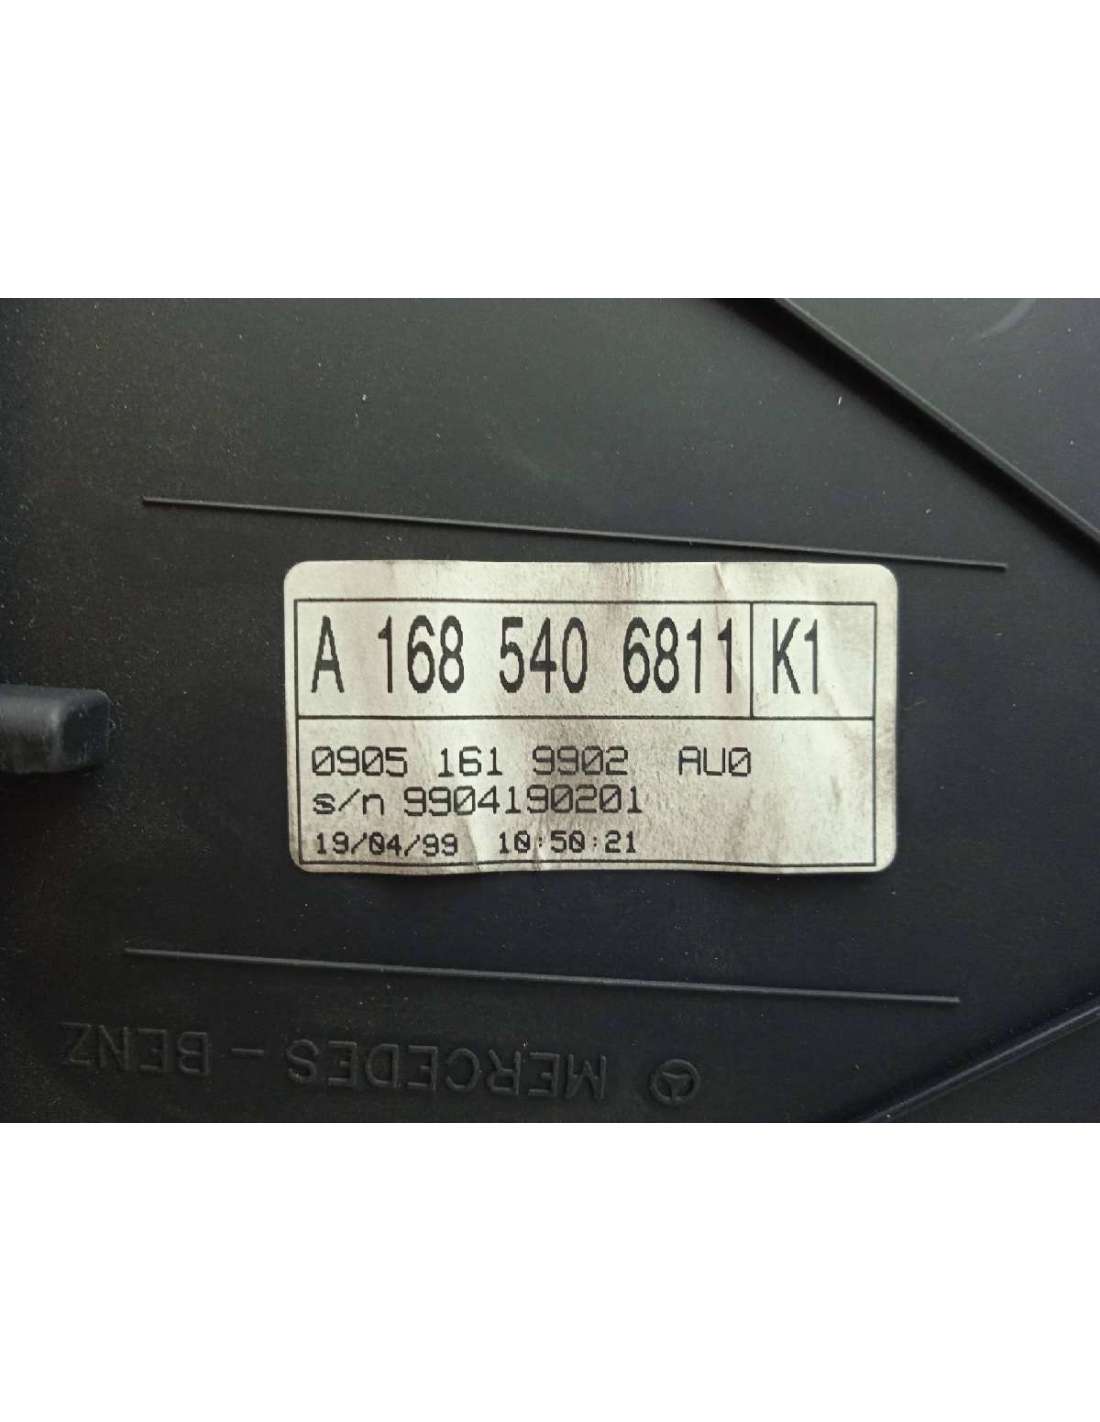 A 168 540 6811 K1
0905 161 9902 AU0
s/n 9904190201
19/04/99 10:50:21
MERCEDES - BENZ